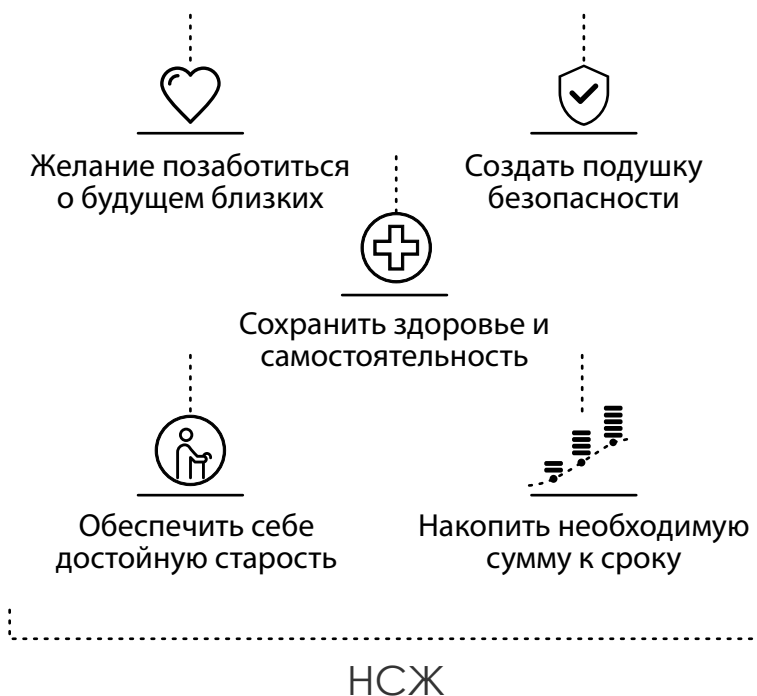 Желание позаботиться
о будущем близких
Создать подушку
безопасности
Сохранить здоровье и
самостоятельность
Обеспечить себе
достойную старость
Накопить необходимую
сумму к сроку
НСЖ